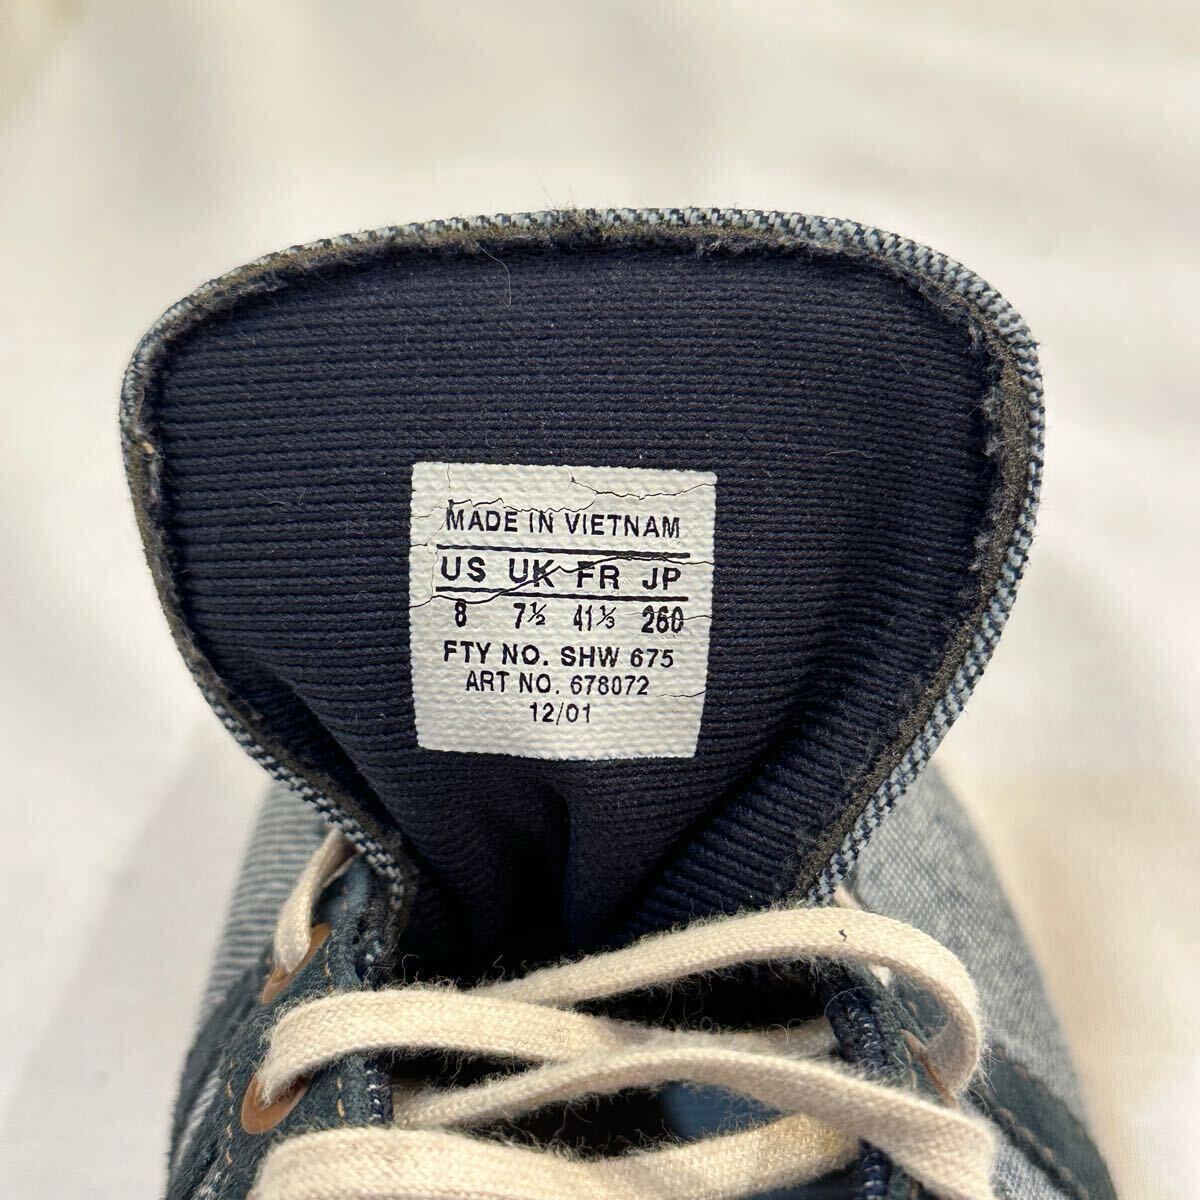 MADE IN VIETNAM
US UK FR JP
8 7½ 41⅓ 260
FTY NO. SHW 675
ART NO. 678072
12/01